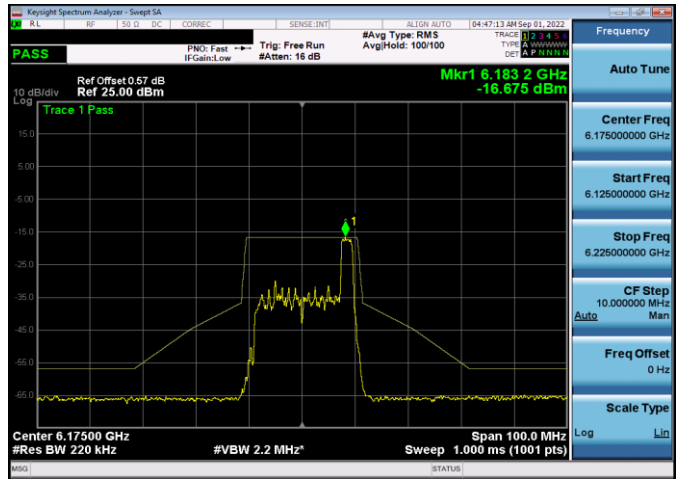 Keysight Spectrum Analyzer - Swept SA
RL RF 50 Ω DC CORREC SENSE:INT ALIGN AUTO 04:47:13 AM Sep 01, 2022
PASS
PNO: Fast
IFGain:Low
Trig: Free Run
#Atten: 16 dB
#Avg Type: RMS
Avg|Hold: 100/100
TRACE 1 2 3 4 5 6
TYPE A WWWWW
DET A P N N N N
Frequency
Ref Offset 0.57 dB
Ref 25.00 dBm
10 dB/div
Log
Mkr1 6.183 2 GHz
-16.675 dBm
Trace 1 Pass
15.0
5.00
-5.00
-15.0
-25.0
-35.0
-45.0
-55.0
-65.0
1
Center 6.17500 GHz
#Res BW 220 kHz
#VBW 2.2 MHz*
Span 100.0 MHz
Sweep 1.000 ms (1001 pts)
Auto Tune
Center Freq
6.175000000 GHz
Start Freq
6.125000000 GHz
Stop Freq
6.225000000 GHz
CF Step
10.000000 MHz
Auto Man
Freq Offset
0 Hz
Scale Type
Log Lin
MSG STATUS